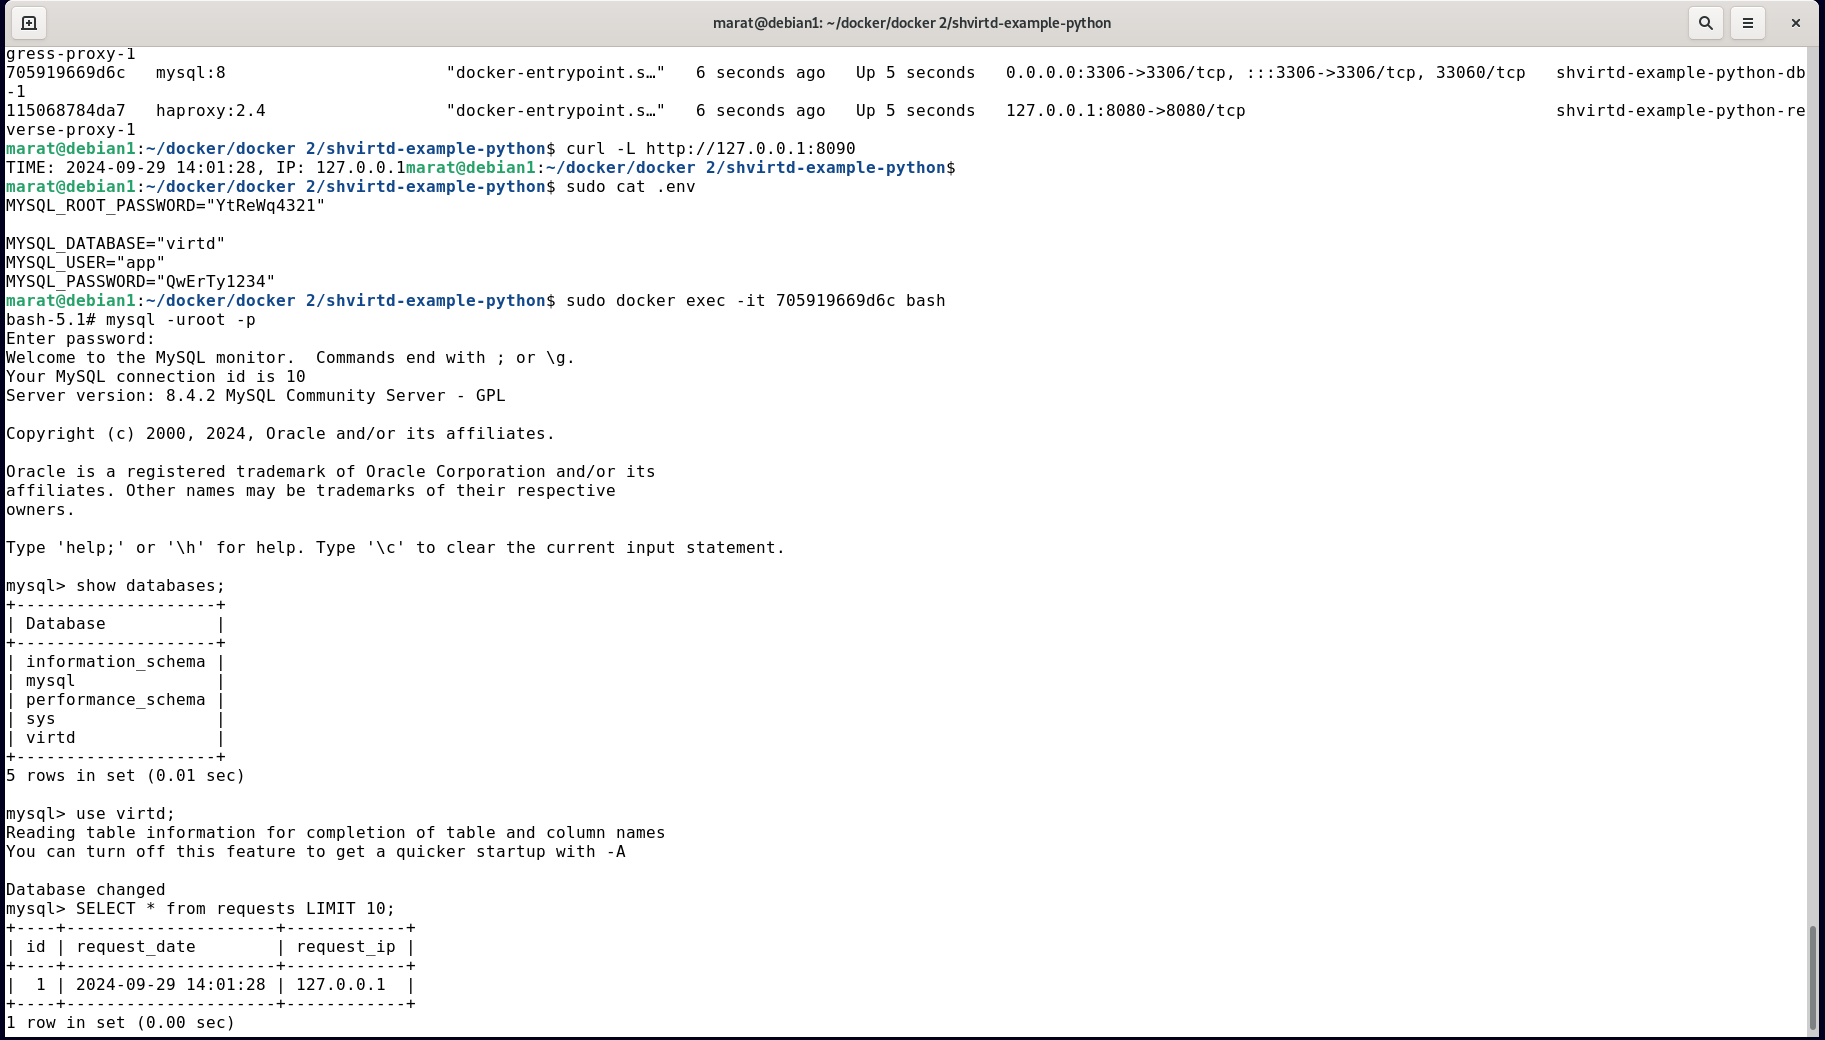 marat@debian1: ~/docker/docker 2/shvirtd-example-python
gress-proxy-1
705919669d6c   mysql:8                      "docker-entrypoint.s…"   6 seconds ago   Up 5 seconds   0.0.0.0:3306->3306/tcp, :::3306->3306/tcp, 33060/tcp   shvirtd-example-python-db
-1
115068784da7   haproxy:2.4                  "docker-entrypoint.s…"   6 seconds ago   Up 5 seconds   127.0.0.1:8080->8080/tcp                               shvirtd-example-python-re
verse-proxy-1
marat@debian1:~/docker/docker 2/shvirtd-example-python$ curl -L http://127.0.0.1:8090
TIME: 2024-09-29 14:01:28, IP: 127.0.0.1marat@debian1:~/docker/docker 2/shvirtd-example-python$
marat@debian1:~/docker/docker 2/shvirtd-example-python$ sudo cat .env
MYSQL_ROOT_PASSWORD="YtReWq4321"

MYSQL_DATABASE="virtd"
MYSQL_USER="app"
MYSQL_PASSWORD="QwErTy1234"
marat@debian1:~/docker/docker 2/shvirtd-example-python$ sudo docker exec -it 705919669d6c bash
bash-5.1# mysql -uroot -p
Enter password:
Welcome to the MySQL monitor.  Commands end with ; or \g.
Your MySQL connection id is 10
Server version: 8.4.2 MySQL Community Server - GPL

Copyright (c) 2000, 2024, Oracle and/or its affiliates.

Oracle is a registered trademark of Oracle Corporation and/or its
affiliates. Other names may be trademarks of their respective
owners.

Type 'help;' or '\h' for help. Type '\c' to clear the current input statement.

mysql> show databases;
+--------------------+
| Database           |
+--------------------+
| information_schema |
| mysql              |
| performance_schema |
| sys                |
| virtd              |
+--------------------+
5 rows in set (0.01 sec)

mysql> use virtd;
Reading table information for completion of table and column names
You can turn off this feature to get a quicker startup with -A

Database changed
mysql> SELECT * from requests LIMIT 10;
+----+---------------------+------------+
| id | request_date        | request_ip |
+----+---------------------+------------+
|  1 | 2024-09-29 14:01:28 | 127.0.0.1  |
+----+---------------------+------------+
1 row in set (0.00 sec)